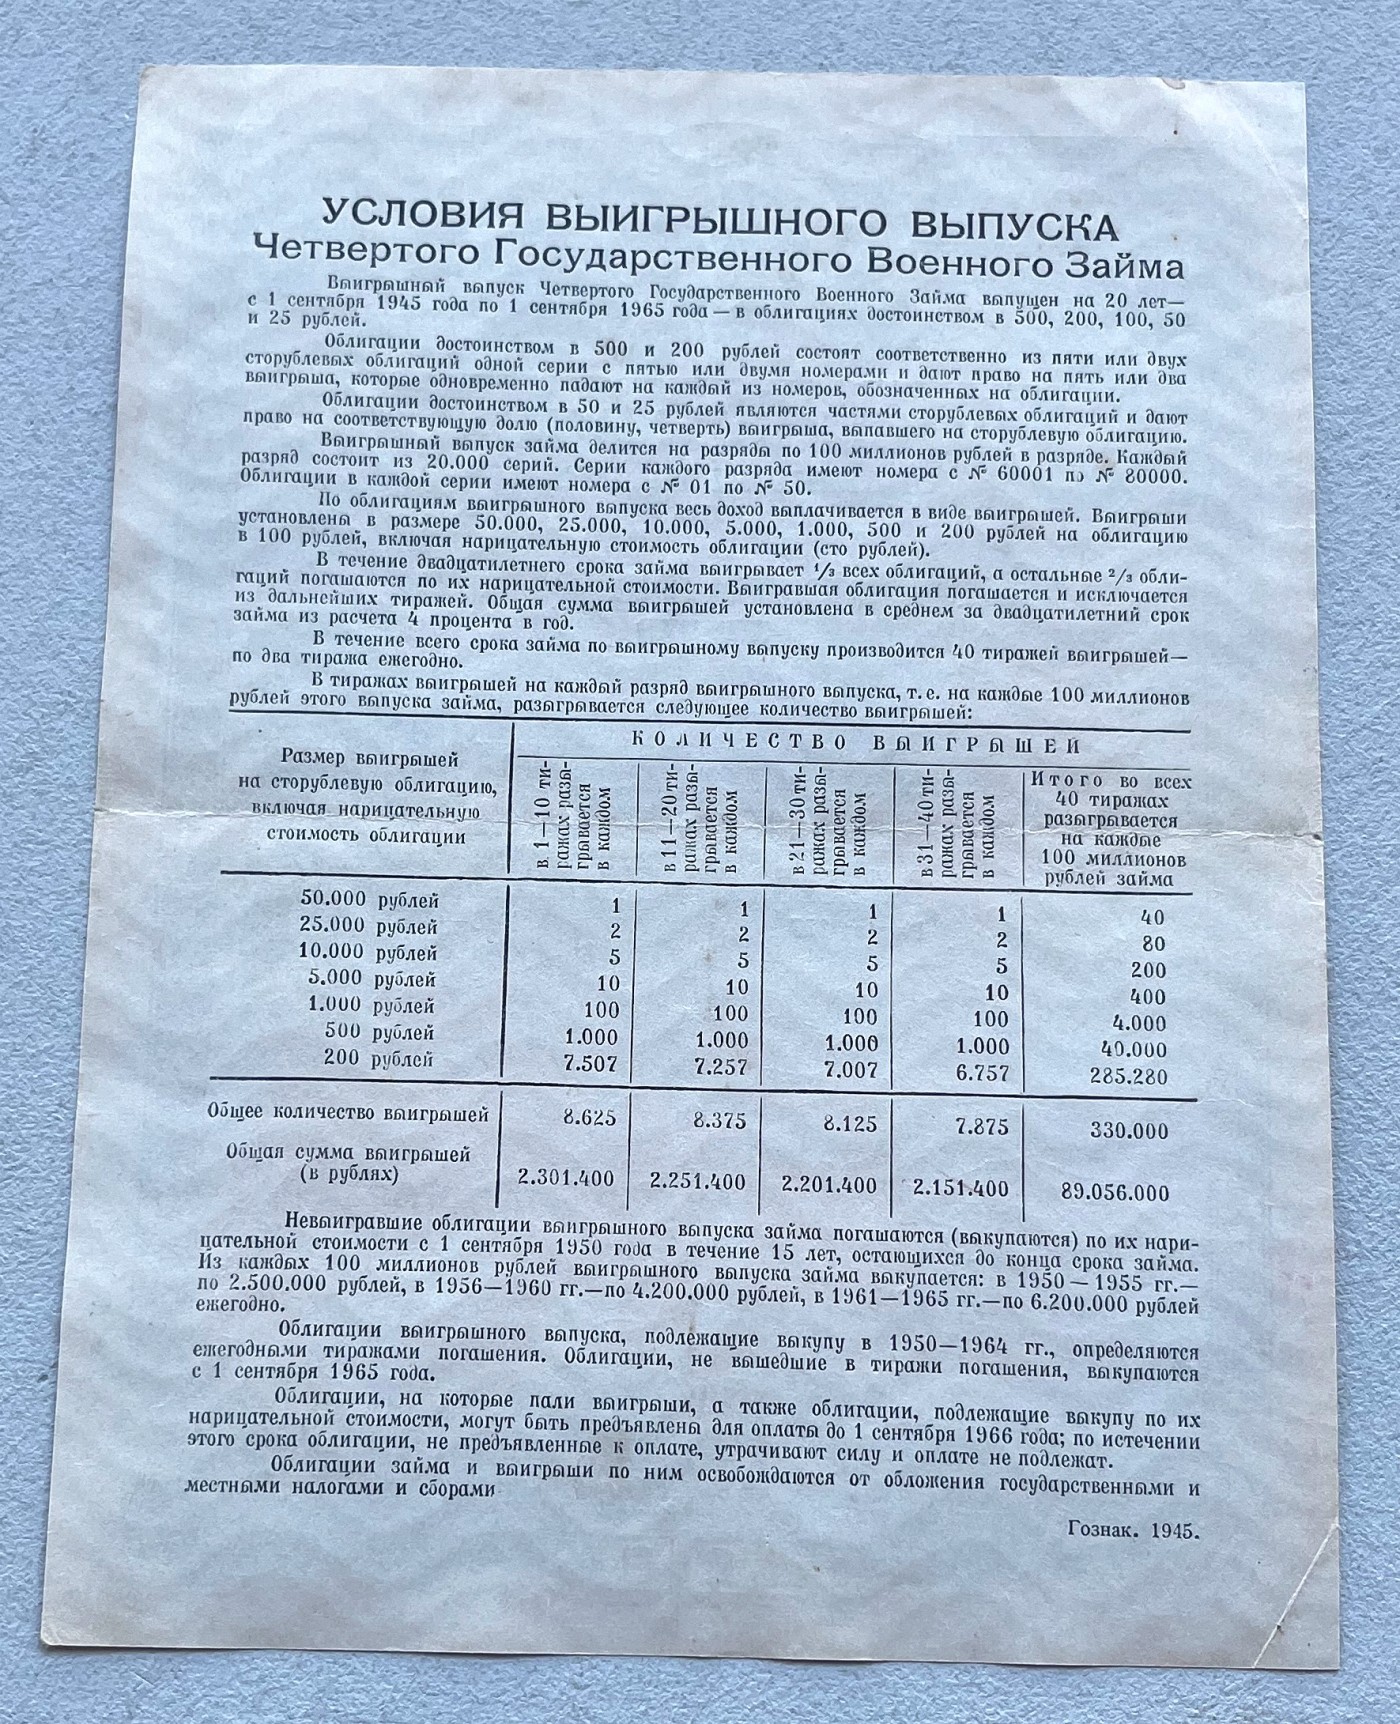 УСЛОВИЯ ВЫИГРЫШНОГО ВЫПУСКА
Четвертого Государственного Военного Займа
Выигрышный выпуск Четвертого Государственного Военного Займа выпущен на 20 лет—
с 1 сентября 1945 года по 1 сентября 1965 года — в облигациях достоинством в 500, 200, 100, 50
и 25 рублей.
Облигации достоинством в 500 и 200 рублей состоят соответственно из пяти или двух
сторублевых облигаций одной серии с пятью или двумя номерами и дают право на пять или два
выигрыша, которые одновременно падают на каждый из номеров, обозначенных на облигации.
Облигации достоинством в 50 и 25 рублей являются частями сторублевых облигаций и дают
право на соответствующую долю (половину, четверть) выигрыша, выпавшего на сторублевую облигацию.
Выигрышный выпуск займа делится на разряды по 100 миллионов рублей в разряде. Каждый
разряд состоит из 20.000 серий. Серии каждого разряда имеют номера с № 60001 по № 80000.
Облигации в каждой серии имеют номера с № 01 по № 50.
По облигациям выигрышного выпуска весь доход выплачивается в виде выигрышей. Выигрыши
установлены в размере 50.000, 25.000, 10.000, 5.000, 1.000, 500 и 200 рублей на облигацию
в 100 рублей, включая нарицательную стоимость облигации (сто рублей).
В течение двадцатилетнего срока займа выигрывает 1/3 всех облигаций, а остальные 2/3 обли-
гаций погашаются по их нарицательной стоимости. Выигравшая облигация погашается и исключается
из дальнейших тиражей. Общая сумма выигрышей установлена в среднем за двадцатилетний срок
займа из расчета 4 процента в год.
В течение всего срока займа по выигрышному выпуску производится 40 тиражей выигрышей—
по два тиража ежегодно.
В тиражах выигрышей на каждый разряд выигрышного выпуска, т. е. на каждые 100 миллионов
рублей этого выпуска займа, разыгрывается следующее количество выигрышей:
Размер выигрышей
на сторублевую облигацию,
включая нарицательную
стоимость облигации
КОЛИЧЕСТВО ВЫИГРЫШЕЙ
в 1—10 ти-
ражах разы-
грывается
в каждом
в 11—20 ти-
ражах разы-
грывается
в каждом
в 21—30 ти-
ражах разы-
грывается
в каждом
в 31—40 ти-
ражах разы-
грывается
в каждом
Итого во всех
40 тиражах
разыгрывается
на каждые
100 миллионов
рублей займа
50.000 рублей 1 1 1 1 40
25.000 рублей 2 2 2 2 80
10.000 рублей 5 5 5 5 200
5.000 рублей 10 10 10 10 400
1.000 рублей 100 100 100 100 4.000
500 рублей 1.000 1.000 1.000 1.000 40.000
200 рублей 7.507 7.257 7.007 6.757 285.280
Общее количество выигрышей 8.625 8.375 8.125 7.875 330.000
Общая сумма выигрышей
(в рублях) 2.301.400 2.251.400 2.201.400 2.151.400 89.056.000
Невыигравшие облигации выигрышного выпуска займа погашаются (выкупаются) по их нари-
цательной стоимости с 1 сентября 1950 года в течение 15 лет, остающихся до конца срока займа.
Из каждых 100 миллионов рублей выигрышного выпуска займа выкупается: в 1950—1955 гг.—
по 2.500.000 рублей, в 1956—1960 гг.—по 4.200.000 рублей, в 1961—1965 гг.—по 6.200.000 рублей
ежегодно.
Облигации выигрышного выпуска, подлежащие выкупу в 1950—1964 гг., определяются
ежегодными тиражами погашения. Облигации, не вышедшие в тиражи погашения, выкупаются
с 1 сентября 1965 года.
Облигации, на которые пали выигрыши, а также облигации, подлежащие выкупу по их
нарицательной стоимости, могут быть предъявлены для оплаты до 1 сентября 1966 года; по истечении
этого срока облигации, не предъявленные к оплате, утрачивают силу и оплате не подлежат.
Облигации займа и выигрыши по ним освобождаются от обложения государственными и
местными налогами и сборами
Гознак. 1945.